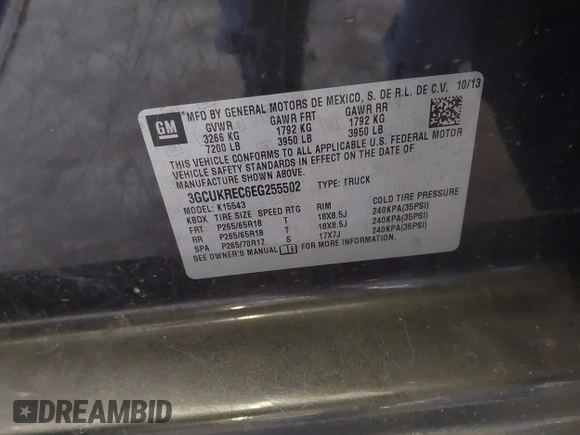 MFD BY GENERAL MOTORS DE MEXICO, S. DE R.L. DE C.V. 10/13
GM
GVWR GAWR FRT GAWR RR
3266 KG 1792 KG 1792 KG
7200 LB 3950 LB 3950 LB
THIS VEHICLE CONFORMS TO ALL APPLICABLE U.S. FEDERAL MOTOR
VEHICLE SAFETY STANDARDS IN EFFECT ON THE DATE OF
MANUFACTURE SHOWN ABOVE.
3GCUKREC6EG255502 TYPE: TRUCK
MODEL: K15543
KBDX TIRE SIZE SPEED RTG RIM COLD TIRE PRESSURE
FRT P265/65R18 T 18X8.5J 240KPA(35PSI)
RR P265/65R18 T 18X8.5J 240KPA(35PSI)
SPA P265/70R17 S 17X7J 240KPA(35PSI)
SEE OWNER'S MANUAL FOR MORE INFORMATION.
DREAMBID